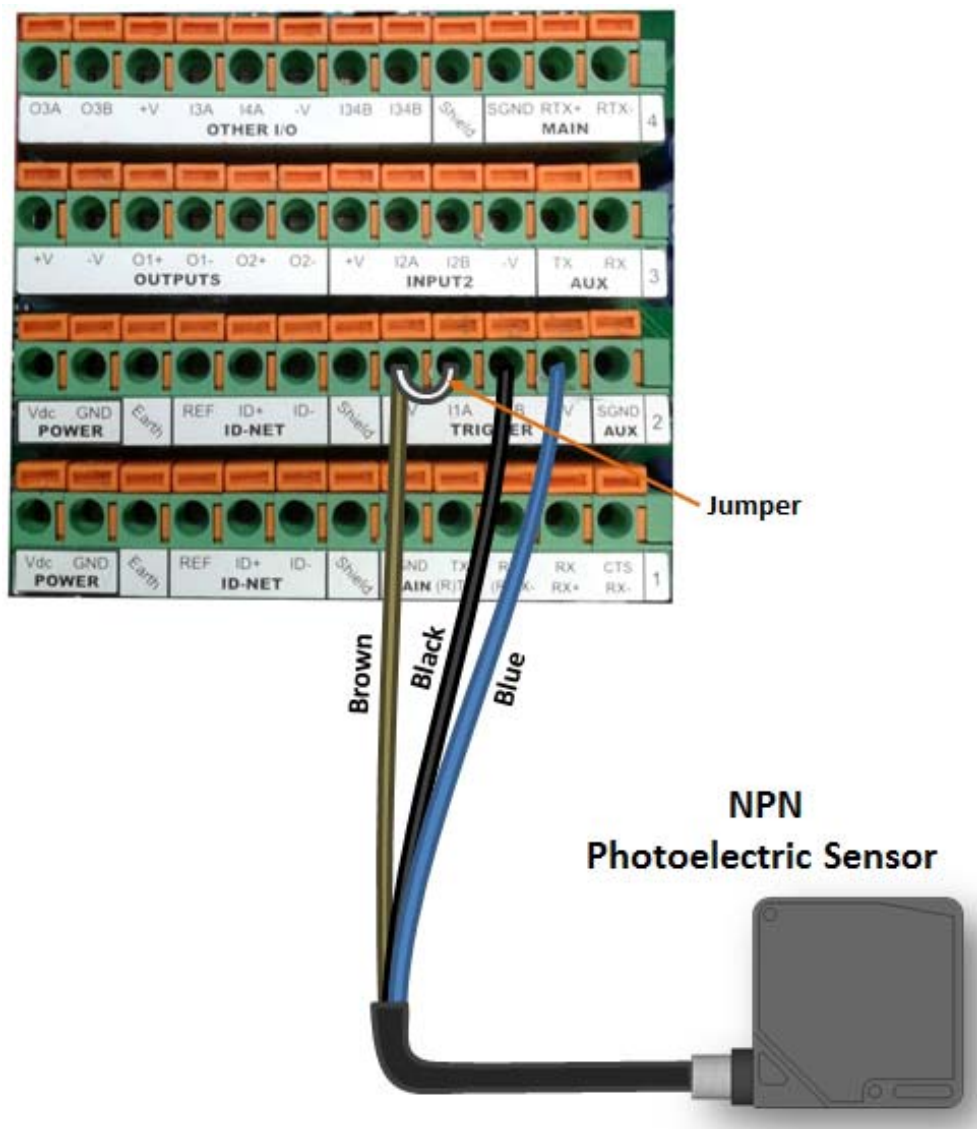 O3A O3B +V I3A I4A -V I34B I34B Shield SGND RTX+ RTX-
OTHER I/O MAIN 4
+V -V O1+ O1- O2+ O2- +V I2A I2B -V TX RX
OUTPUTS INPUT2 AUX 3
Vdc GND Earth REF ID+ ID- Shield I1A SGND
POWER ID-NET TRIGGER AUX 2
Jumper
Vdc GND Earth REF ID+ ID- Shield TX RX CTS
POWER ID-NET RX+ RX- 1
Brown
Black
Blue
NPN
Photoelectric Sensor